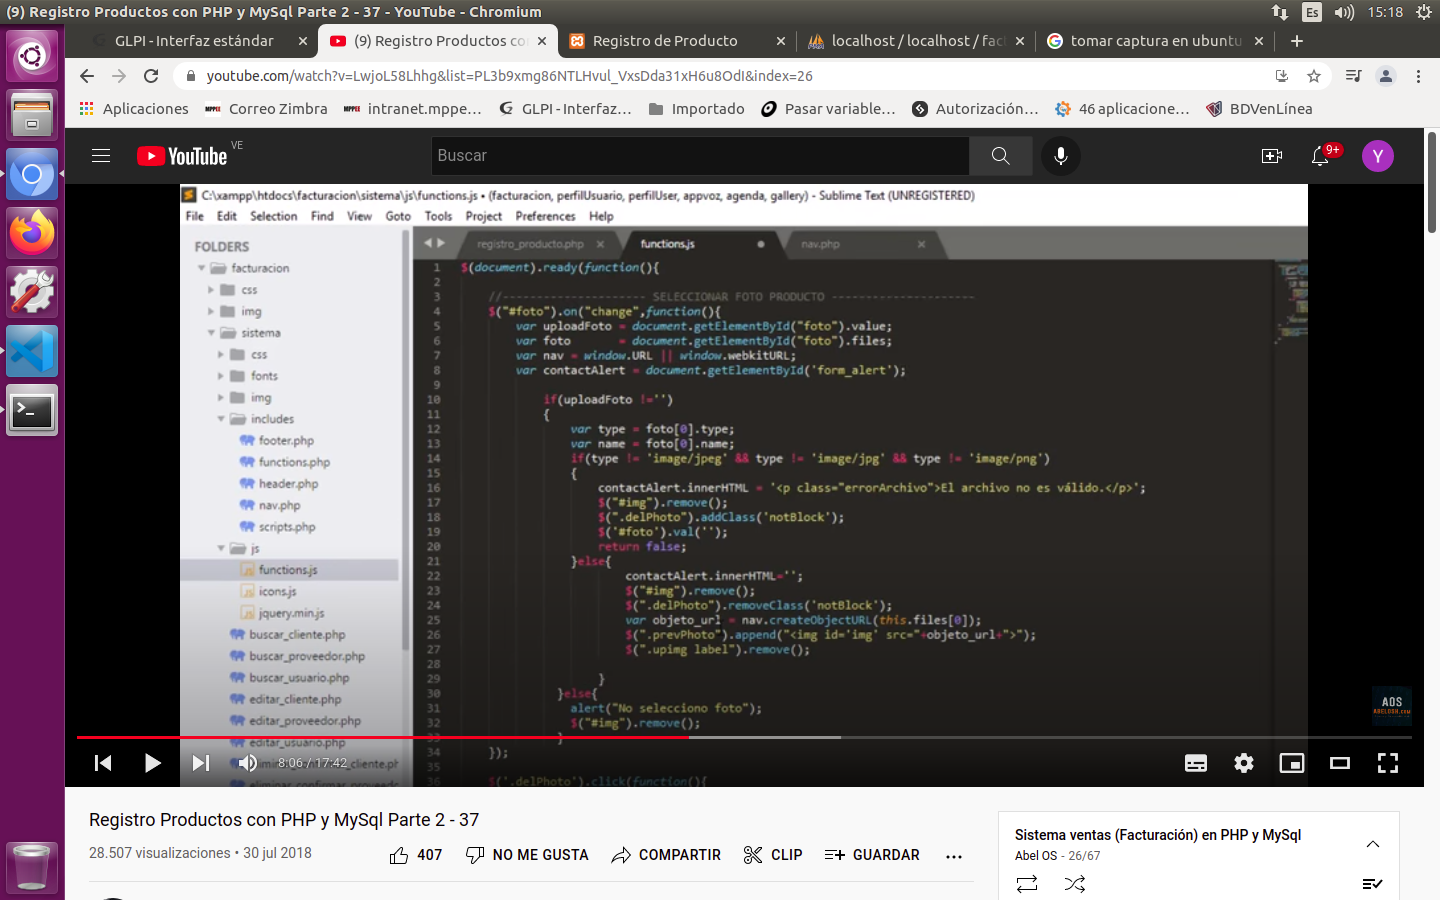 (9) Registro Productos con PHP y MySql Parte 2 - 37 - YouTube - Chromium
Es
15:18
GLPI - Interfaz estándar
(9) Registro Productos co
Registro de Producto
localhost / localhost / fac
tomar captura en ubuntu
youtube.com/watch?v=LwjoL58Lhhg&list=PL3b9xmg86NTLHvul_VxsDda31xH6u8OdI&index=26
Aplicaciones
Correo Zimbra
intranet.mppe...
GLPI - Interfaz...
Importado
Pasar variable...
Autorización...
46 aplicacione...
BDVenLínea
YouTube VE
Buscar
9+
Y
C:\xampp\htdocs\facturacion\sistema\js\functions.js • (facturacion, perfilUsuario, perfilUser, appvoz, agenda, gallery) - Sublime Text (UNREGISTERED)
File Edit Selection Find View Goto Tools Project Preferences Help
FOLDERS
facturacion
css
img
sistema
css
fonts
img
includes
footer.php
functions.php
header.php
nav.php
scripts.php
js
functions.js
icons.js
jquery.min.js
buscar_cliente.php
buscar_proveedor.php
buscar_usuario.php
editar_cliente.php
editar_proveedor.php
editar_usuario.php
eliminar_confirmar_cliente.ph
eliminar_confirmar_proveedo
registro_producto.php
functions.js
nav.php
1 $(document).ready(function(){
2
3 //--------------------- SELECCIONAR FOTO PRODUCTO ---------------------
4 $("#foto").on("change",function(){
5 var uploadFoto = document.getElementById("foto").value;
6 var foto = document.getElementById("foto").files;
7 var nav = window.URL || window.webkitURL;
8 var contactAlert = document.getElementById('form_alert');
9
10 if(uploadFoto !='')
11 {
12 var type = foto[0].type;
13 var name = foto[0].name;
14 if(type != 'image/jpeg' && type != 'image/jpg' && type != 'image/png')
15 {
16 contactAlert.innerHTML = '<p class="errorArchivo">El archivo no es válido.</p>';
17 $("#img").remove();
18 $(".delPhoto").addClass('notBlock');
19 $('#foto').val('');
20 return false;
21 }else{
22 contactAlert.innerHTML='';
23 $("#img").remove();
24 $(".delPhoto").removeClass('notBlock');
25 var objeto_url = nav.createObjectURL(this.files[0]);
26 $(".prevPhoto").append("<img id='img' src="+objeto_url+">");
27 $(".upimg label").remove();
28
29 }
30 }else{
31 alert("No selecciono foto");
32 $("#img").remove();
33 }
34 });
35
36 $('.delPhoto').click(function(){
AOS
ABELOSH.COM
8:06 / 17:42
Registro Productos con PHP y MySql Parte 2 - 37
28.507 visualizaciones • 30 jul 2018
407
NO ME GUSTA
COMPARTIR
CLIP
GUARDAR
Sistema ventas (Facturación) en PHP y MySql
Abel OS - 26/67